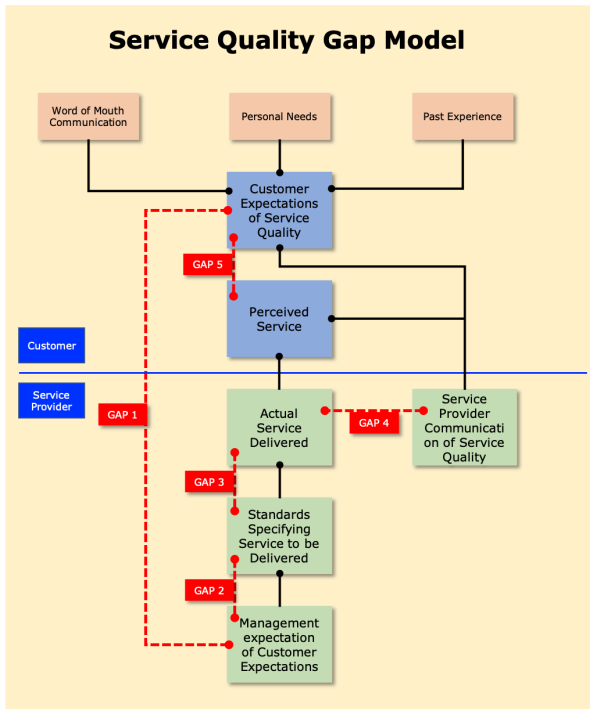 Service Quality Gap Model
Word of Mouth
Communication
Personal Needs
Past Experience
Customer
Expectations
of Service
Quality
GAP 5
Perceived
Service
Customer
Service
Provider
GAP 1
Actual
Service
Delivered
GAP 4
Service
Provider
Communicati
on of Service
Quality
GAP 3
Standards
Specifying
Service to be
Delivered
GAP 2
Management
expectation
of Customer
Expectations